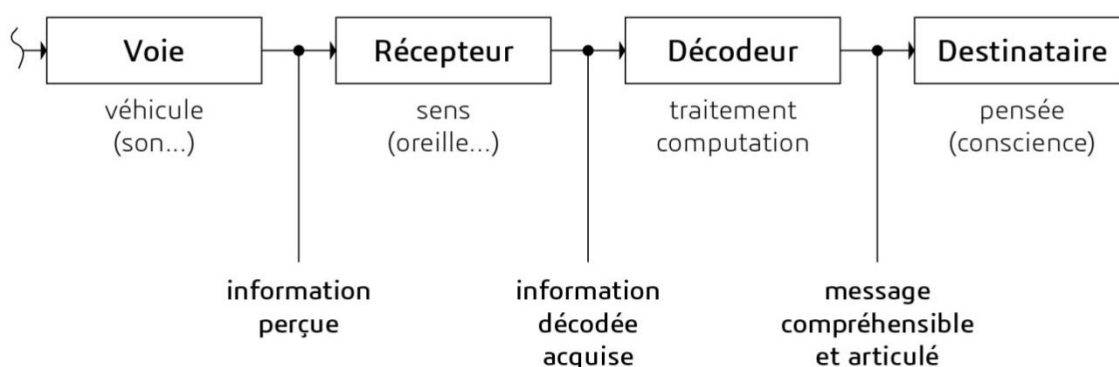 Voie
Récepteur
Décodeur
Destinataire
véhicule
(son...)
sens
(oreille...)
traitement
computation
pensée
(conscience)
information
perçue
information
décodée
acquise
message
compréhensible
et articulé